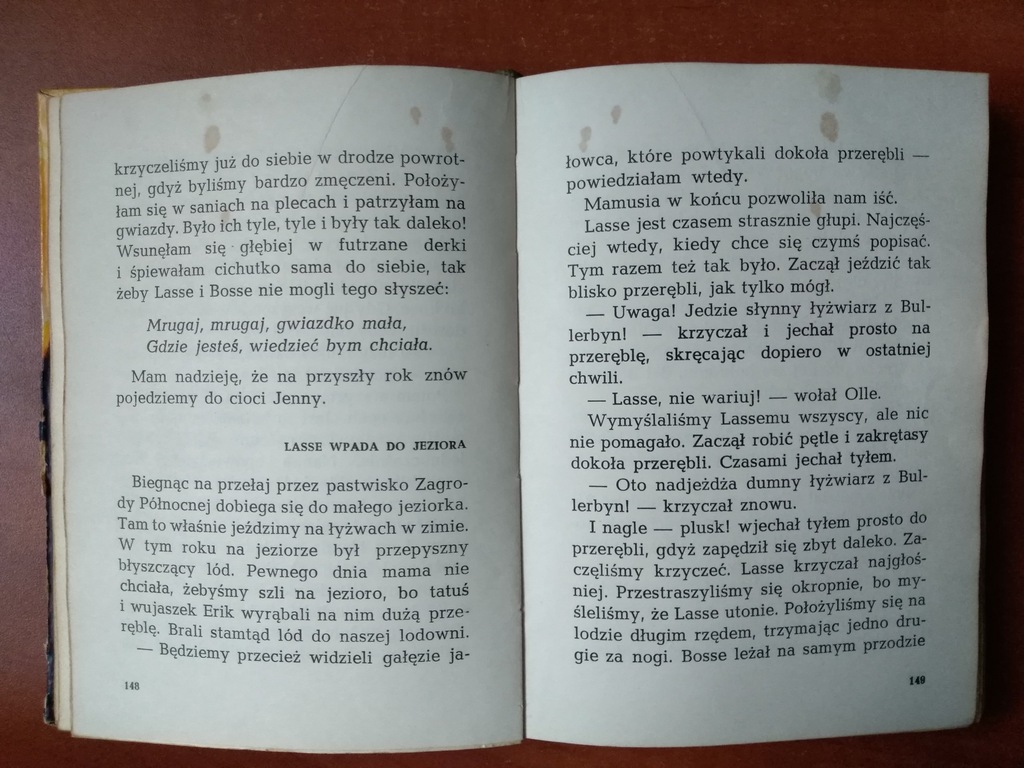 krzyczeliśmy już do siebie w drodze powrot-
nej, gdyż byliśmy bardzo zmęczeni. Położy-
łam się w saniach na plecach i patrzyłam na
gwiazdy. Było ich tyle, tyle i były tak daleko!
Wsunęłam się głębiej w futrzane derki
i śpiewałam cichutko sama do siebie, tak
żeby Lasse i Bosse nie mogli tego słyszeć:
Mrugaj, mrugaj, gwiazdko mała,
Gdzie jesteś, wiedzieć bym chciała.
Mam nadzieję, że na przyszły rok znów
pojedziemy do cioci Jenny.
LASSE WPADA DO JEZIORA
Biegnąc na przełaj przez pastwisko Zagro-
dy Północnej dobiega się do małego jeziorka.
Tam to właśnie jeździmy na łyżwach w zimie.
W tym roku na jeziorze był przepyszny
błyszczący lód. Pewnego dnia mama nie
chciała, żebyśmy szli na jezioro, bo tatuś
i wujaszek Erik wyrąbali na nim dużą prze-
ręblę. Brali stamtąd lód do naszej lodowni.
— Będziemy przecież widzieli gałęzie ja-
148
łowca, które powtykali dokoła przerębli —
powiedziałam wtedy.
Mamusia w końcu pozwoliła nam iść.
Lasse jest czasem strasznie głupi. Najczęś-
ciej wtedy, kiedy chce się czymś popisać.
Tym razem też tak było. Zaczął jeździć tak
blisko przerębli, jak tylko mógł.
— Uwaga! Jedzie słynny łyżwiarz z Bul-
lerbyn! — krzyczał i jechał prosto na
przeręblę, skręcając dopiero w ostatniej
chwili.
— Lasse, nie wariuj! — wołał Olle.
Wymyślaliśmy Lassemu wszyscy, ale nic
nie pomagało. Zaczął robić pętle i zakrętasy
dokoła przerębli. Czasami jechał tyłem.
— Oto nadjeżdża dumny łyżwiarz z Bul-
lerbyn! — krzyczał znowu.
I nagle — plusk! wjechał tyłem prosto do
przerębli, gdyż zapędził się zbyt daleko. Za-
częliśmy krzyczeć. Lasse krzyczał najgłoś-
niej. Przestraszyliśmy się okropnie, bo my-
śleliśmy, że Lasse utonie. Położyliśmy się na
lodzie długim rzędem, trzymając jedno dru-
gie za nogi. Bosse leżał na samym przodzie
149